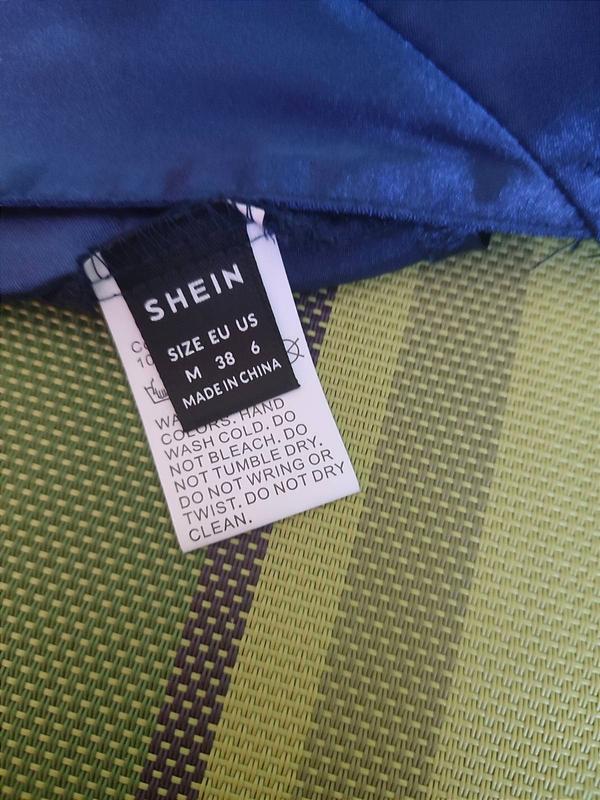 SHEIN
SIZE EU US
M 38 6
MADE IN CHINA
COLORS. HAND
WASH COLD. DO
NOT BLEACH. DO
NOT TUMBLE DRY.
DO NOT WRING OR
TWIST. DO NOT DRY
CLEAN.